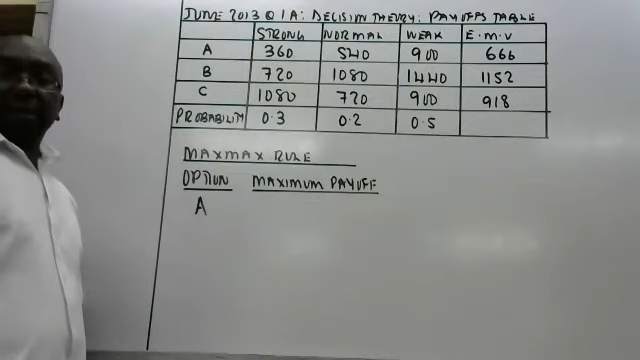 JUNE 2013 Q 1A: DECISION THEORY: PAYOFFS TABLE
STRONG NORMAL WEAK E.M.V
A 360 540 900 666
B 720 1080 1440 1152
C 1080 720 900 918
PROBABILITY 0.3 0.2 0.5
MAXMAX RULE
OPTION MAXIMUM PAYOFF
A